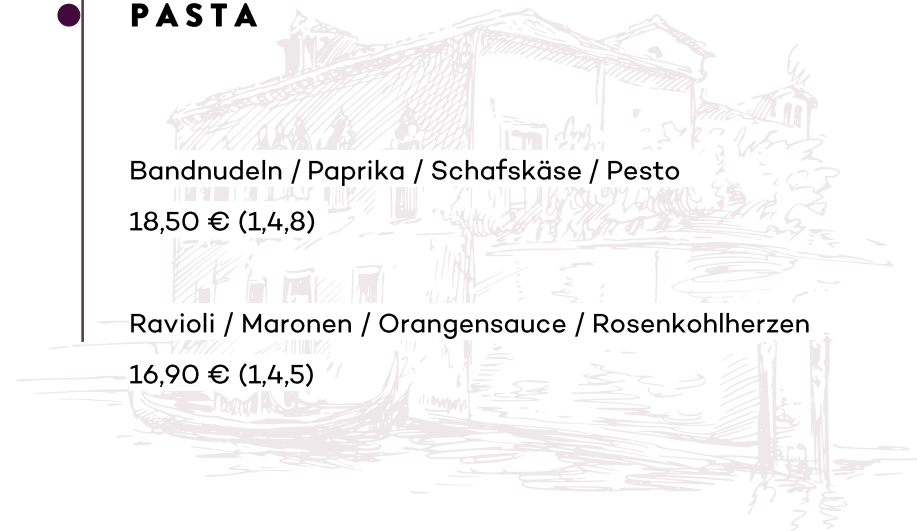 PASTA
Bandnudeln / Paprika / Schafskäse / Pesto
18,50 € (1,4,8)
Ravioli / Maronen / Orangensauce / Rosenkohlherzen
16,90 € (1,4,5)